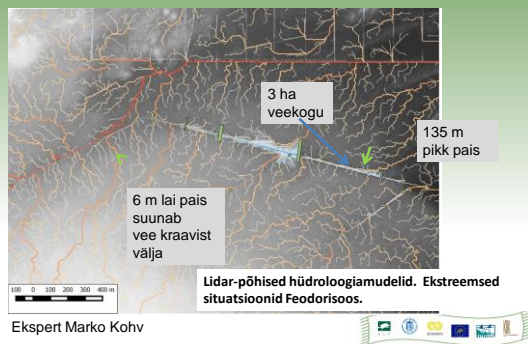 3 ha
veekogu
135 m
pikk pais
6 m lai pais
suunab
vee kraavist
välja
100 0 100 200 300 400 m
Lidar-põhised hüdroloogiamudelid. Ekstreemsed
situatsioonid Feodorisoos.
Ekspert Marko Kohv